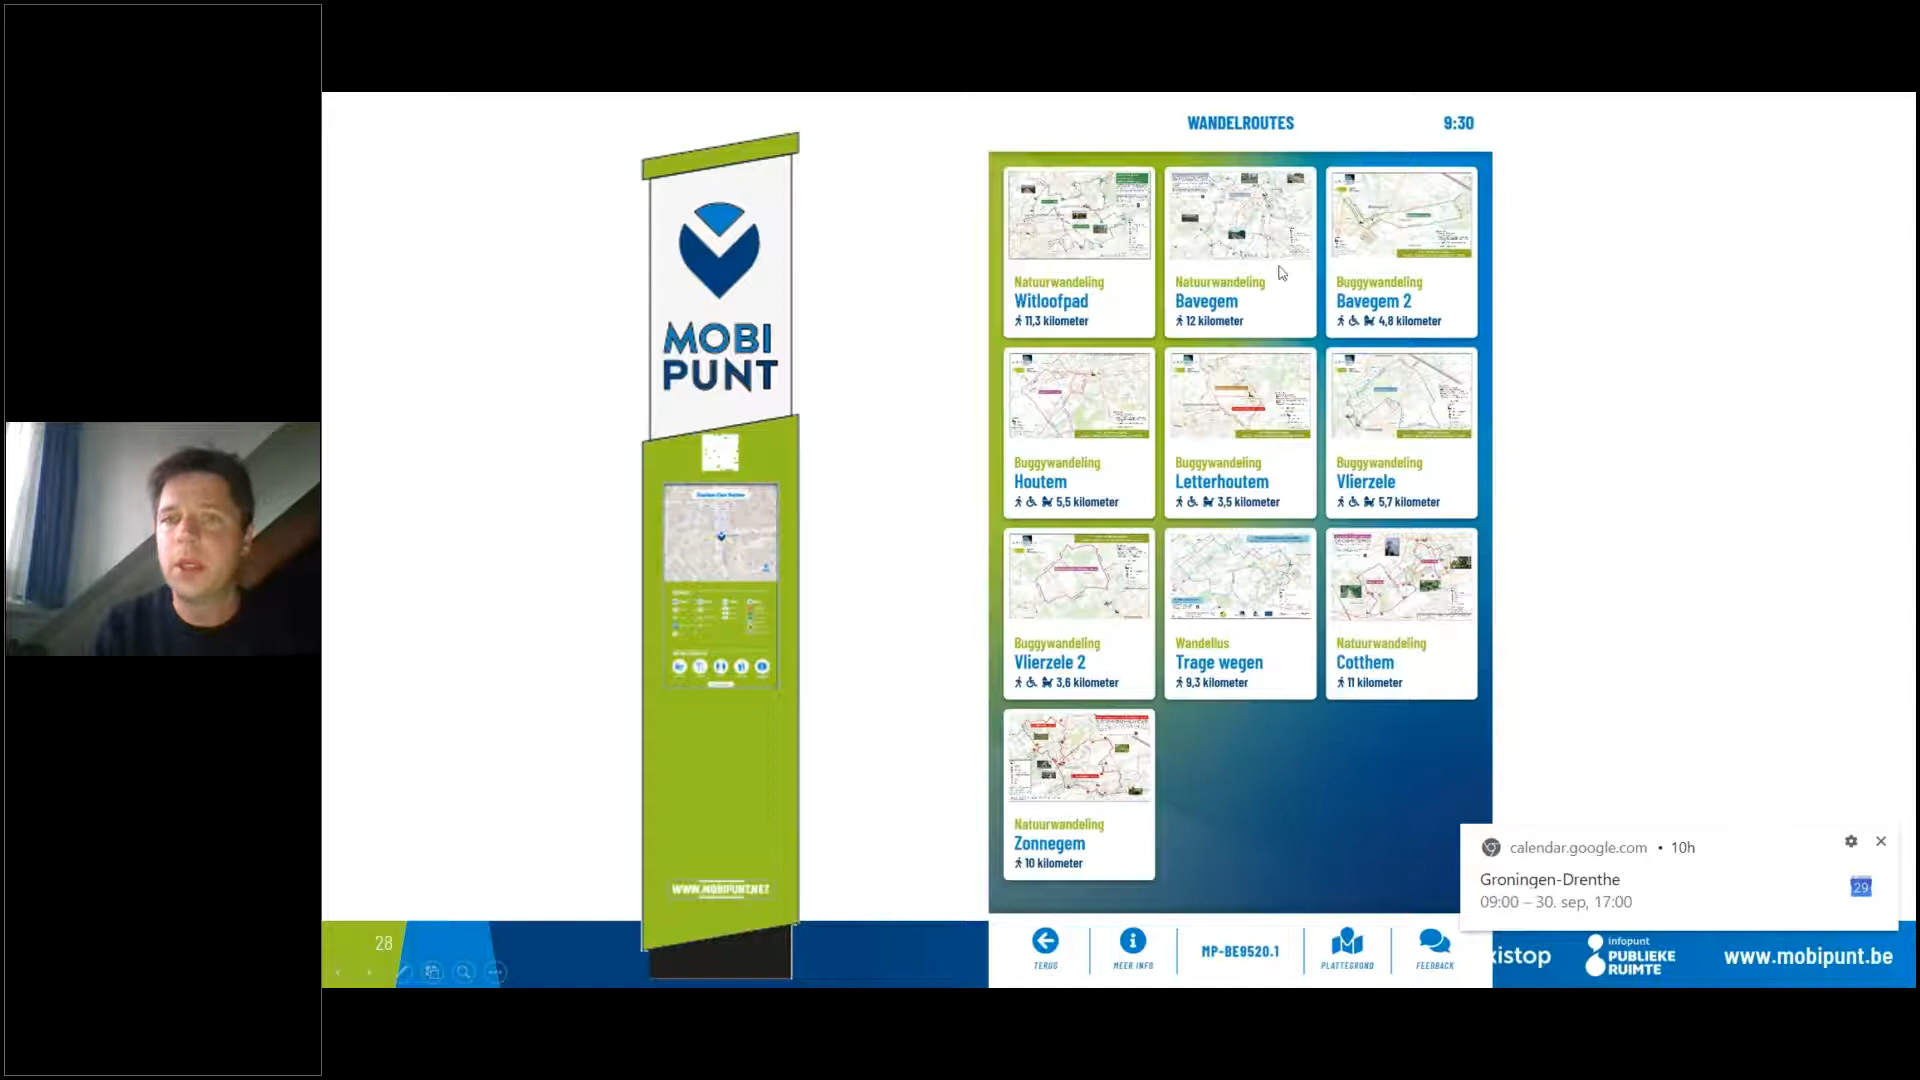 MOBI
PUNT
WWW.MOBIPUNT.NET
WANDELROUTES
9:30
Natuurwandeling
Witloofpad
11,3 kilometer
Natuurwandeling
Bavegem
12 kilometer
Buggywandeling
Bavegem 2
4,8 kilometer
Buggywandeling
Houtem
5,5 kilometer
Buggywandeling
Letterhoutem
3,5 kilometer
Buggywandeling
Vlierzele
5,7 kilometer
Buggywandeling
Vlierzele 2
3,6 kilometer
Wandellus
Trage wegen
9,3 kilometer
Natuurwandeling
Cotthem
11 kilometer
Natuurwandeling
Zonnegem
10 kilometer
calendar.google.com • 10h
Groningen-Drenthe
09:00 – 30. sep, 17:00
29
28
TERUG
MEER INFO
MP-BE9520.1
PLATTEGROND
FEEDBACK
xistop
infopunt
PUBLIEKE
RUIMTE
www.mobipunt.be